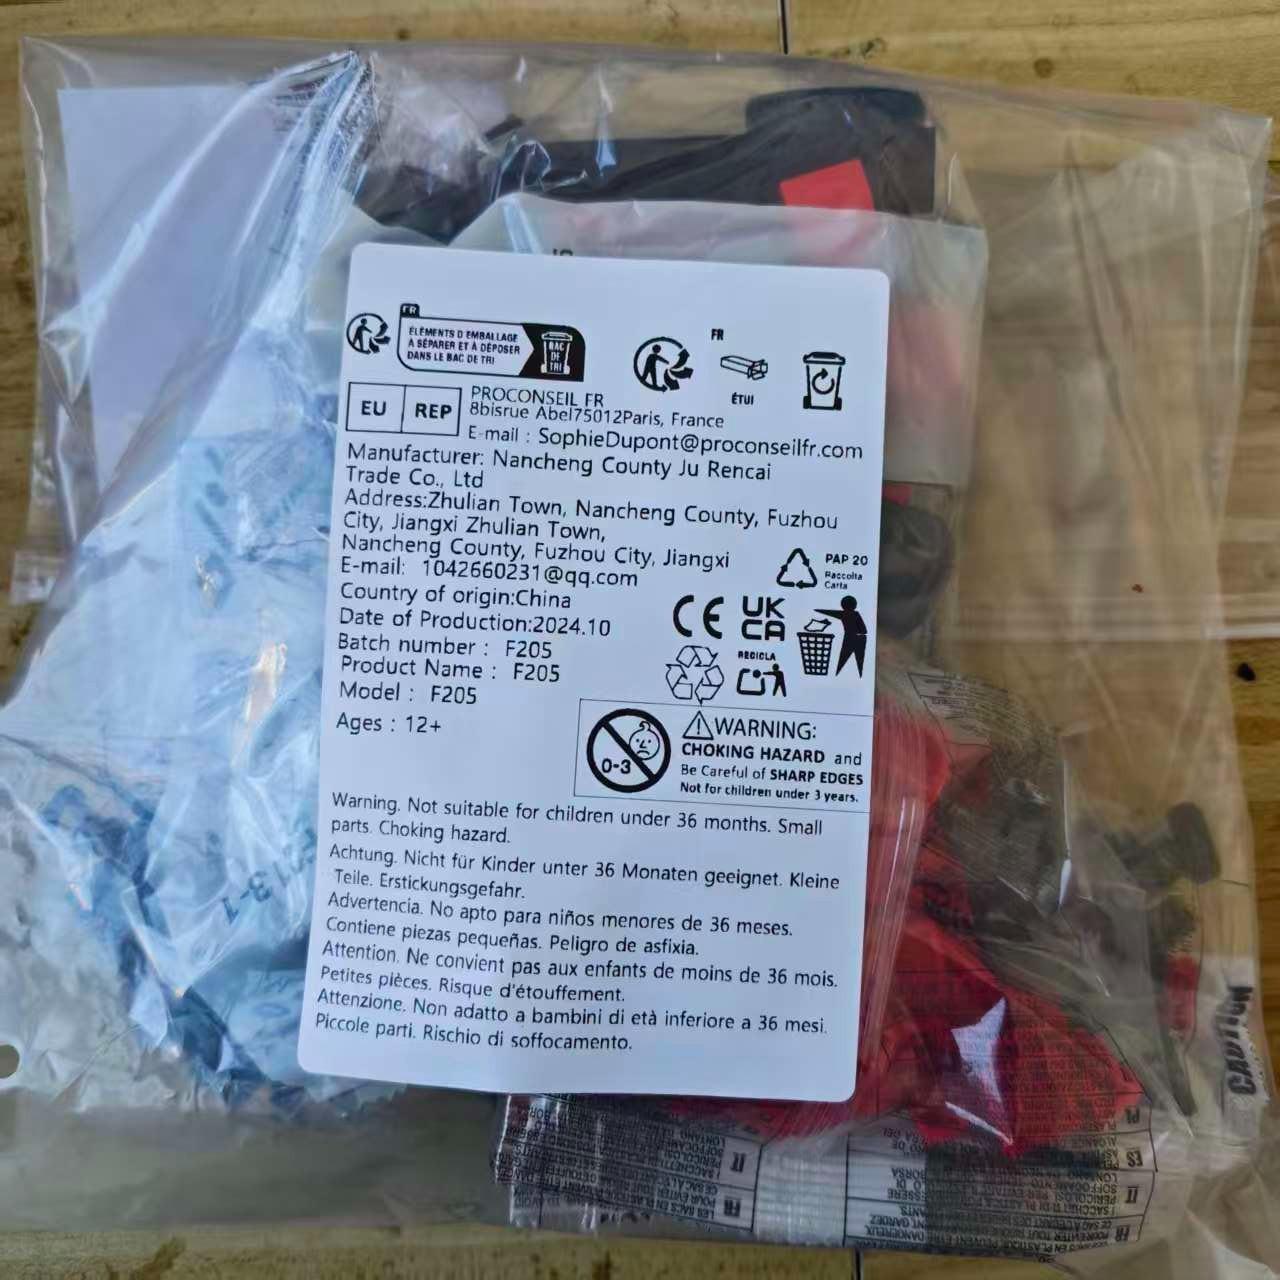 FR
ÉLÉMENTS D'EMBALLAGE
À SÉPARER ET À DÉPOSER
DANS LE BAC DE TRI
BAC
DE
TRI
FR
ÉTUI
EU REP
PROCONSEIL FR
8bisrue Abel75012Paris, France
E-mail : SophieDupont@proconseilfr.com
Manufacturer: Nancheng County Ju Rencai
Trade Co., Ltd
Address:Zhulian Town, Nancheng County, Fuzhou
City, Jiangxi Zhulian Town,
Nancheng County, Fuzhou City, Jiangxi
E-mail: 1042660231@qq.com
Country of origin:China
Date of Production:2024.10
Batch number : F205
Product Name : F205
Model : F205
Ages : 12+
PAP 20
Raccolta
Carta
CE
UK
CA
RECICLA
0-3
WARNING:
CHOKING HAZARD and
Be Careful of SHARP EDGES
Not for children under 3 years.
Warning. Not suitable for children under 36 months. Small
parts. Choking hazard.
Achtung. Nicht für Kinder unter 36 Monaten geeignet. Kleine
Teile. Erstickungsgefahr.
Advertencia. No apto para niños menores de 36 meses.
Contiene piezas pequeñas. Peligro de asfixia.
Attention. Ne convient pas aux enfants de moins de 36 mois.
Petites pièces. Risque d'étouffement.
Attenzione. Non adatto a bambini di età inferiore a 36 mesi.
Piccole parti. Rischio di soffocamento.
CAUTION